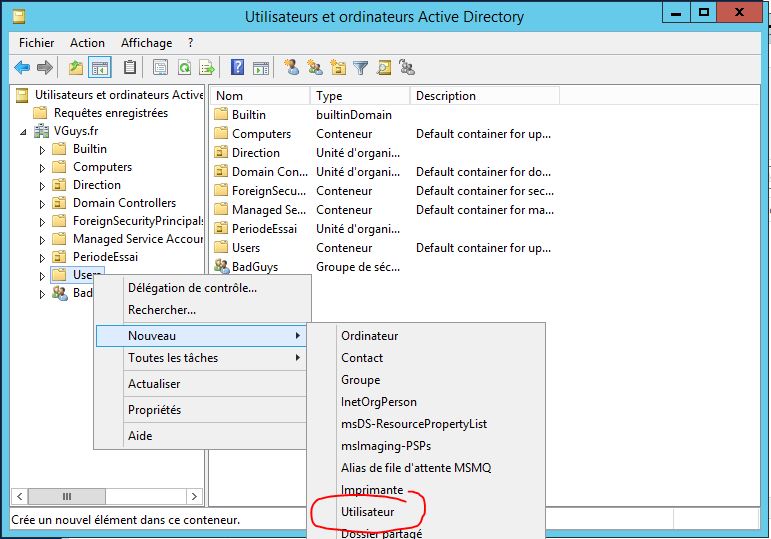 Utilisateurs et ordinateurs Active Directory
Fichier Action Affichage ?
Utilisateurs et ordinateurs Active
Requêtes enregistrées
VGuys.fr
Builtin
Computers
Direction
Domain Controllers
ForeignSecurityPrincipals
Managed Service Accour
PeriodeEssai
Users
Bad
Nom Type Description
Builtin builtinDomain
Computers Conteneur Default container for up...
Direction Unité d'organi...
Domain Con... Unité d'organi... Default container for do...
ForeignSecu... Conteneur Default container for sec...
Managed Se... Conteneur Default container for ma...
PeriodeEssai Unité d'organi...
Users Conteneur Default container for up...
BadGuys Groupe de séc...
Délégation de contrôle...
Rechercher...
Nouveau
Toutes les tâches
Actualiser
Propriétés
Aide
Ordinateur
Contact
Groupe
InetOrgPerson
msDS-ResourcePropertyList
msImaging-PSPs
Alias de file d'attente MSMQ
Imprimante
Utilisateur
Dossier partagé
Crée un nouvel élément dans ce conteneur.